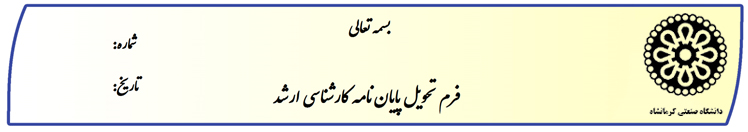 بسمه تعالی
شماره:
تاریخ:
فرم تحویل پایان نامه کارشناسی ارشد
دانشگاه صنعتی کرمانشاه